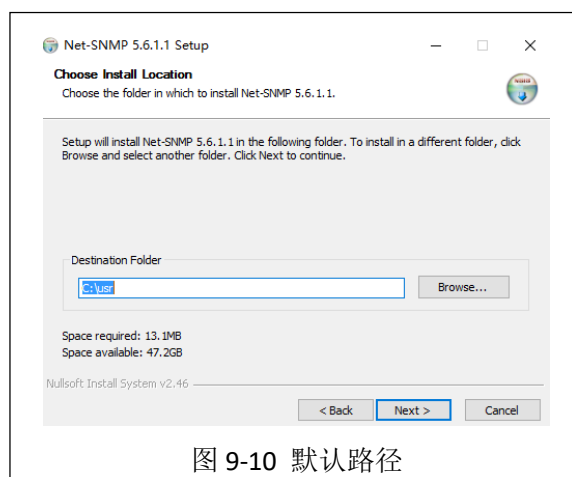 Net-SNMP 5.6.1.1 Setup
Choose Install Location
Choose the folder in which to install Net-SNMP 5.6.1.1.
Setup will install Net-SNMP 5.6.1.1 in the following folder. To install in a different folder, click
Browse and select another folder. Click Next to continue.
Destination Folder
C:\usr
Browse...
Space required: 13.1MB
Space available: 47.2GB
Nullsoft Install System v2.46
< Back Next > Cancel
图 9-10 默认路径